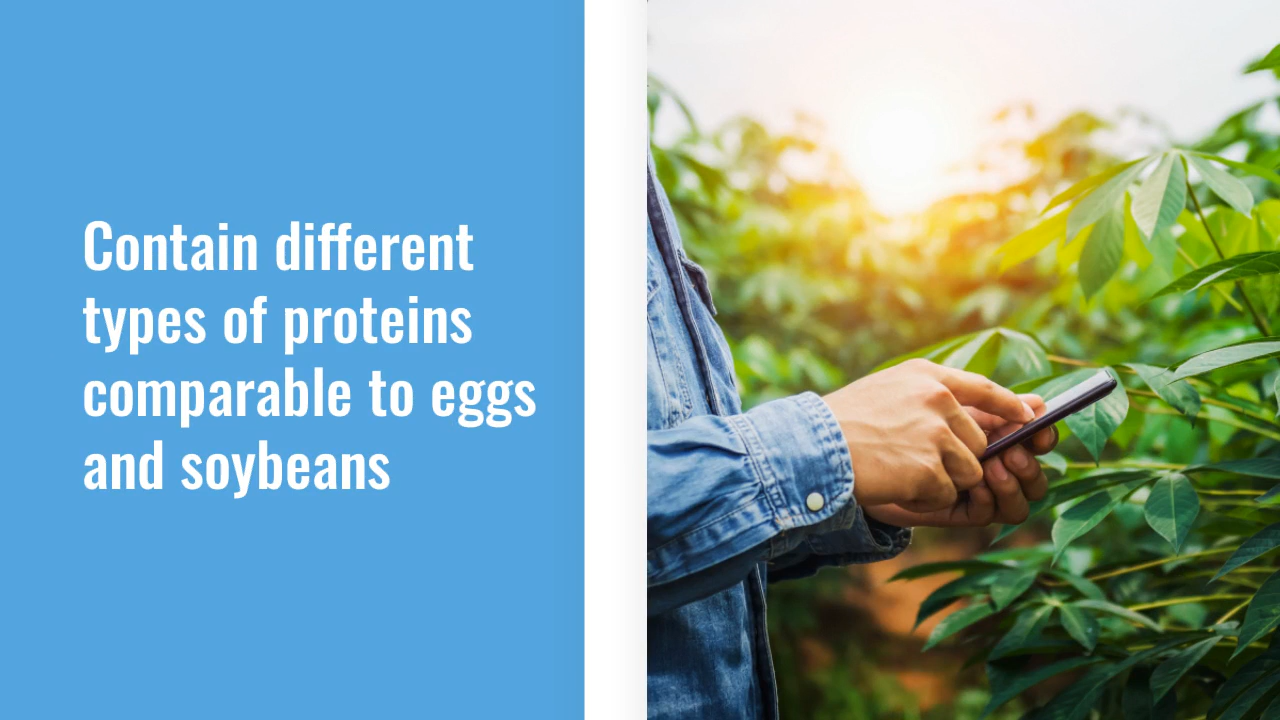 Contain different
types of proteins
comparable to eggs
and soybeans